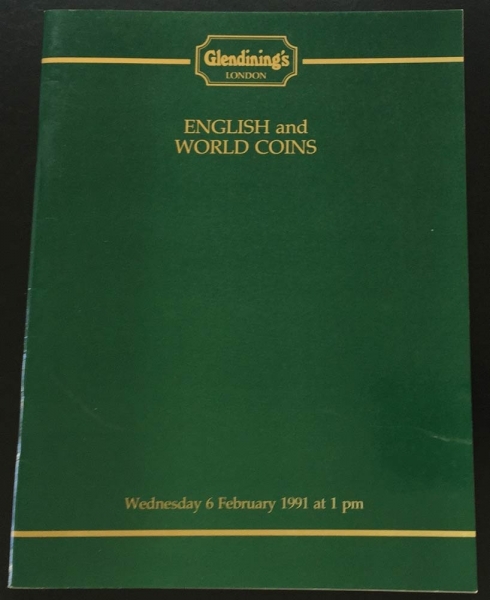 Glendining's
LONDON
ENGLISH and
WORLD COINS
Wednesday 6 February 1991 at 1 pm